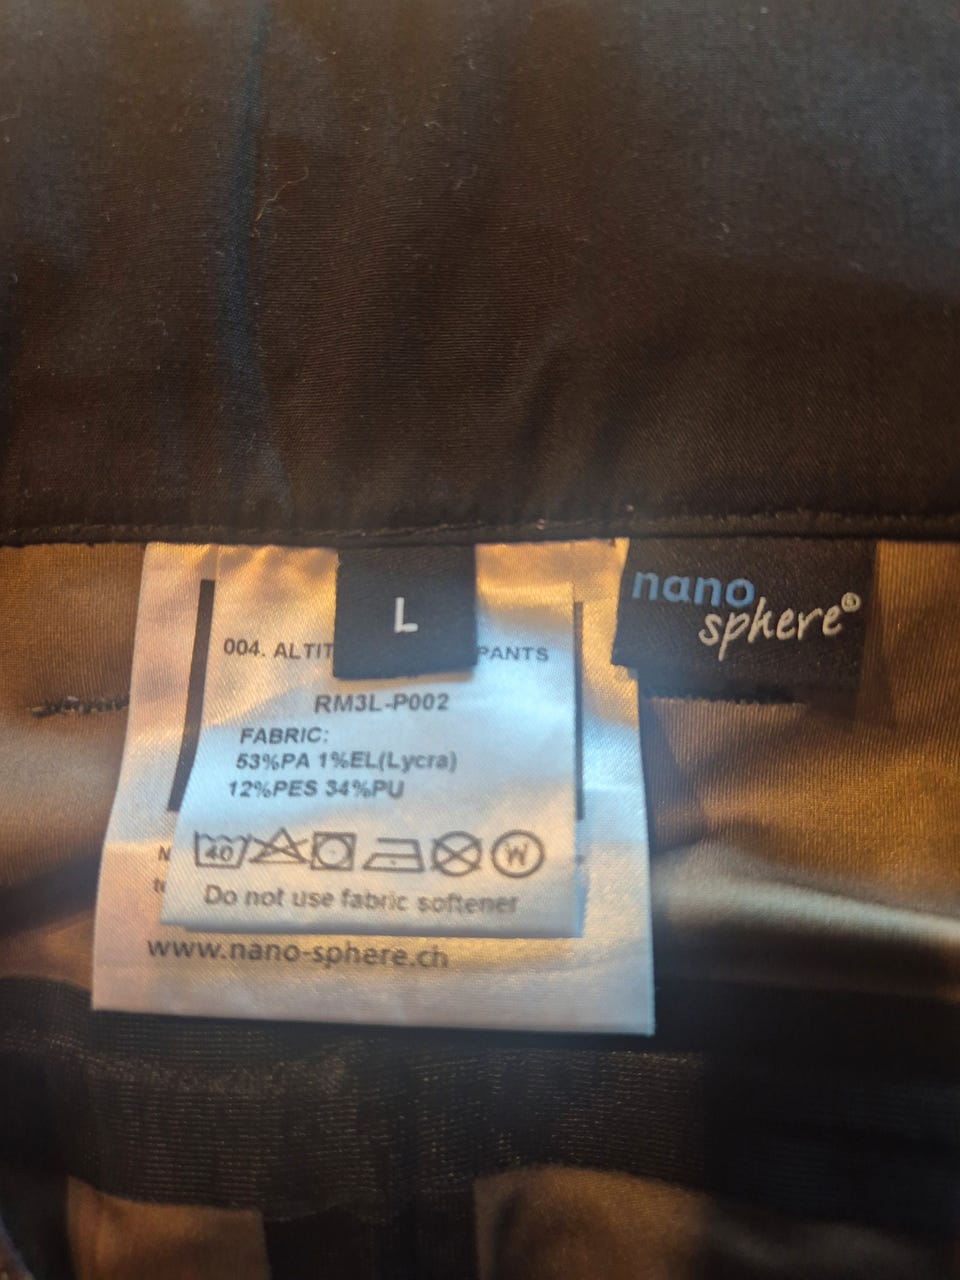 L
nano
sphere®
004. ALTIT
PANTS
RM3L-P002
FABRIC:
53%PA 1%EL(Lycra)
12%PES 34%PU
40
W
Do not use fabric softener
www.nano-sphere.ch